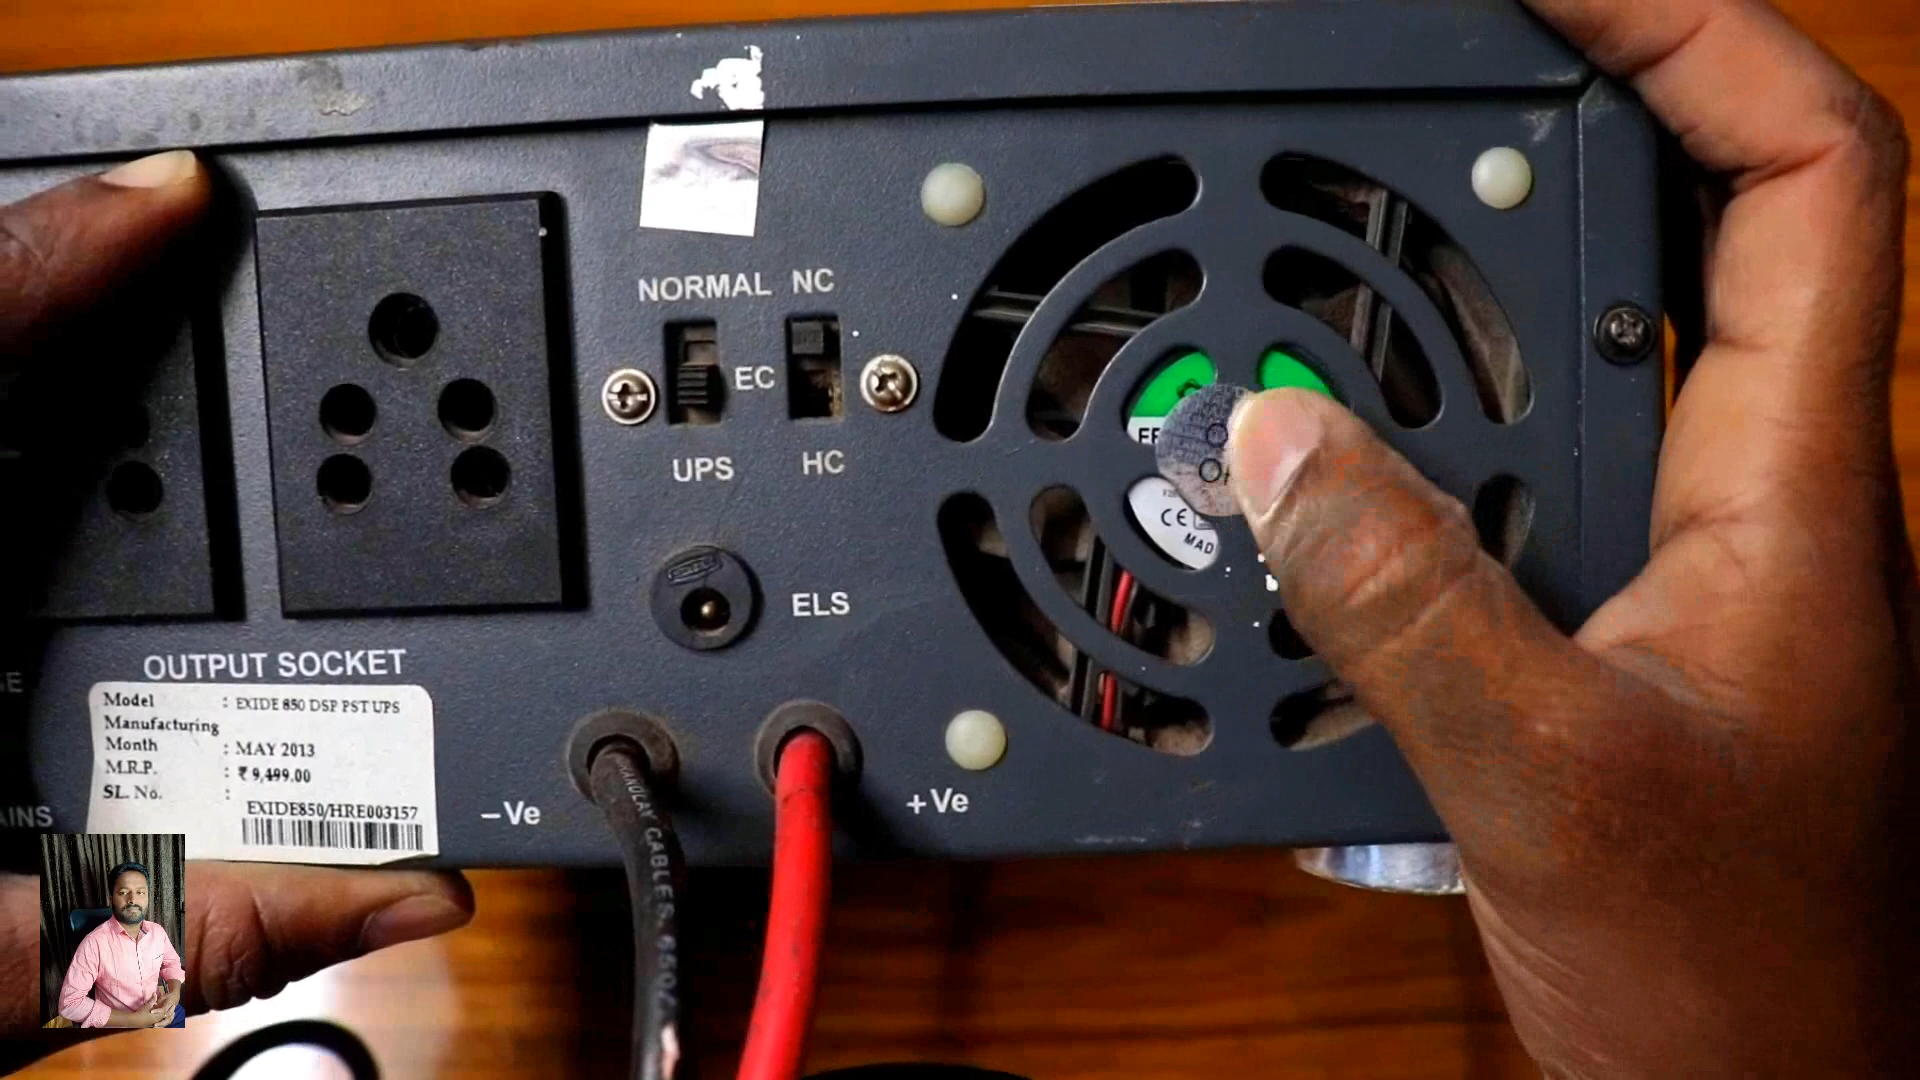 NORMAL NC
EC
UPS HC
ELS
OUTPUT SOCKET
Model : EXIDE 850 DSP PST UPS
Manufacturing
Month : MAY 2013
M.R.P. : ₹ 9,499.00
SL. No. :
EXIDE850/HRE003157
–Ve
+Ve
CABLES
CE
MAD